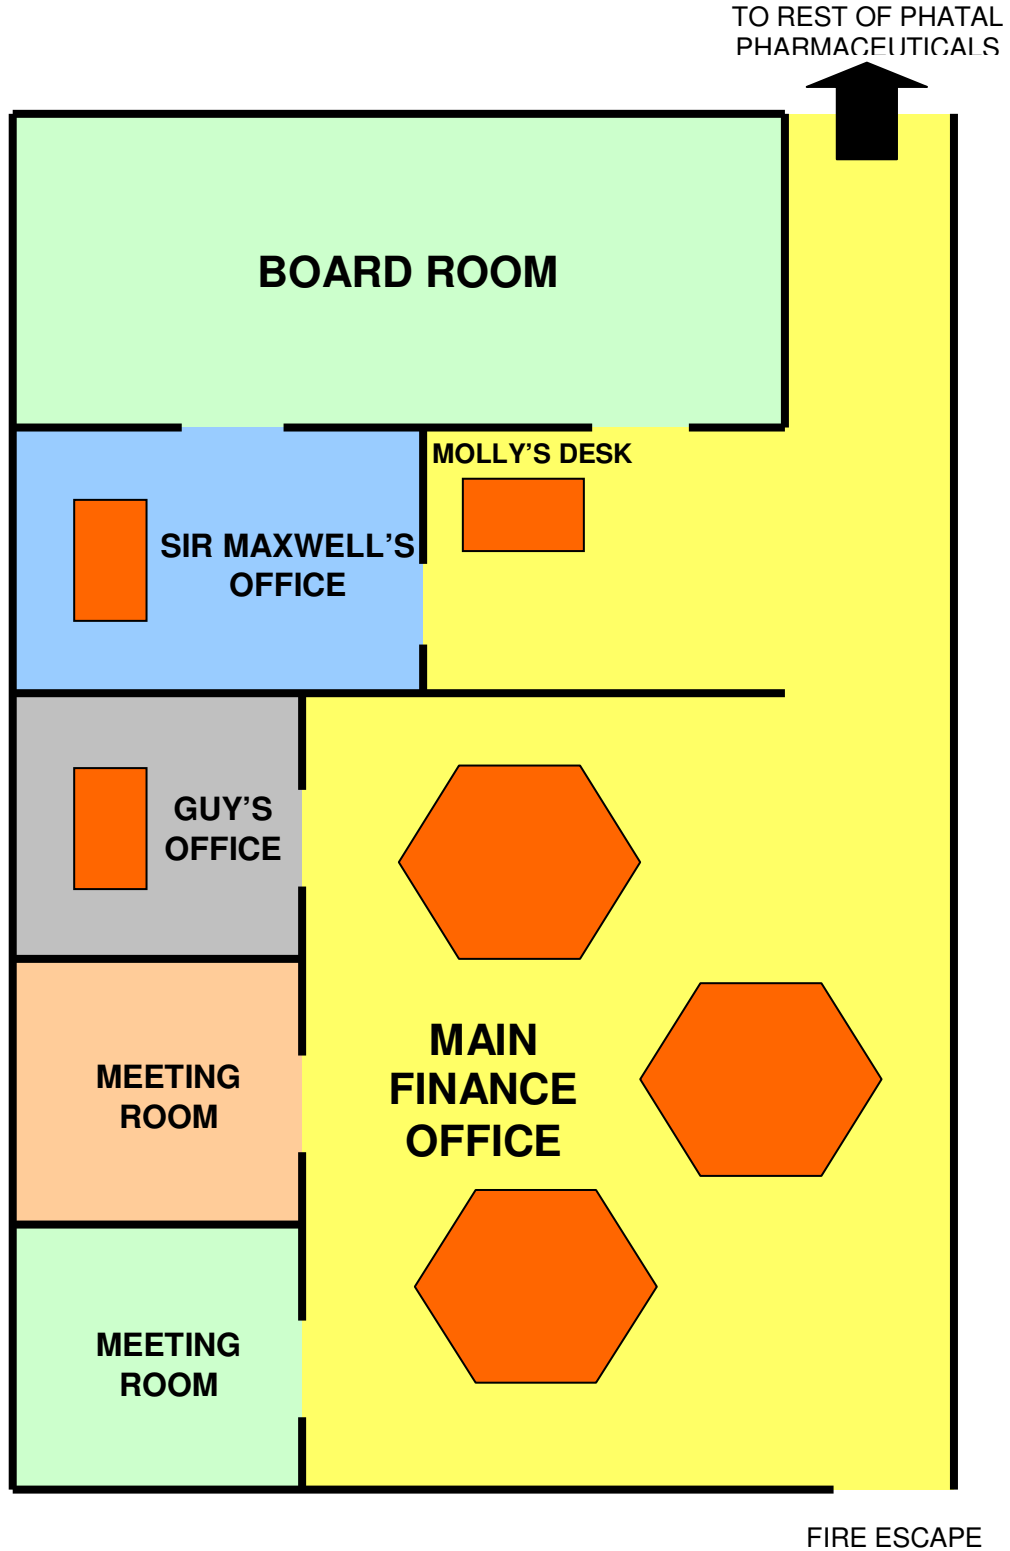 TO REST OF PHATAL
PHARMACEUTICALS
BOARD ROOM
MOLLY'S DESK
SIR MAXWELL'S
OFFICE
GUY'S
OFFICE
MAIN
FINANCE
OFFICE
MEETING
ROOM
MEETING
ROOM
FIRE ESCAPE